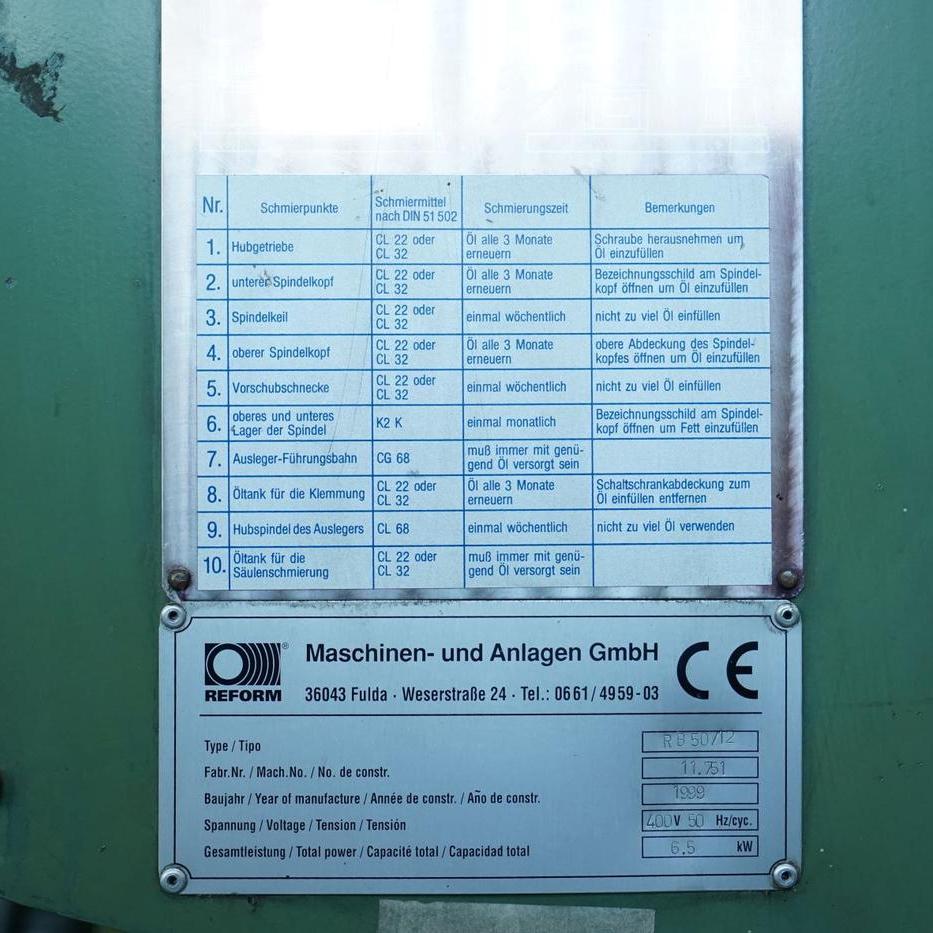 Nr. Schmierpunkte Schmiermittel nach DIN 51 502 Schmierungszeit Bemerkungen
1. Hubgetriebe CL 22 oder CL 32 Öl alle 3 Monate erneuern Schraube herausnehmen um Öl einzufüllen
2. unterer Spindelkopf CL 22 oder CL 32 Öl alle 3 Monate erneuern Bezeichnungsschild am Spindel-kopf öffnen um Öl einzufüllen
3. Spindelkeil CL 22 oder CL 32 einmal wöchentlich nicht zu viel Öl einfüllen
4. oberer Spindelkopf CL 22 oder CL 32 Öl alle 3 Monate erneuern obere Abdeckung des Spindel-kopfes öffnen um Öl einzufüllen
5. Vorschubschnecke CL 22 oder CL 32 einmal wöchentlich nicht zu viel Öl einfüllen
6. oberes und unteres Lager der Spindel K2 K einmal monatlich Bezeichnungsschild am Spindel-kopf öffnen um Fett einzufüllen
7. Ausleger-Führungsbahn CG 68 muß immer mit genü-gend Öl versorgt sein
8. Öltank für die Klemmung CL 22 oder CL 32 Öl alle 3 Monate erneuern Schaltschrankabdeckung zum Öl einfüllen entfernen
9. Hubspindel des Auslegers CL 68 einmal wöchentlich nicht zu viel Öl verwenden
10. Öltank für die Säulenschmierung CL 22 oder CL 32 muß immer mit genü-gend Öl versorgt sein
REFORM ® Maschinen- und Anlagen GmbH CE
36043 Fulda · Weserstraße 24 · Tel.: 06 61 / 49 59 - 03
Type / Tipo RB 50/12
Fabr.Nr. / Mach.No. / No. de constr. 11.751
Baujahr / Year of manufacture / Année de constr. / Año de constr. 1999
Spannung / Voltage / Tension / Tensión 400 V 50 Hz/cyc.
Gesamtleistung / Total power / Capacité total / Capacidad total 6.5 kW